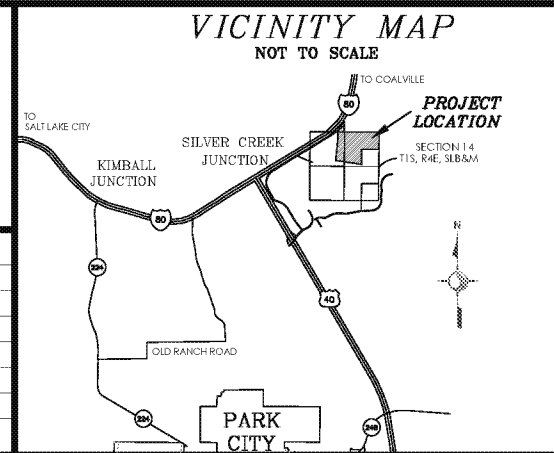 VICINITY MAP
NOT TO SCALE
TO COALVILLE
80
PROJECT
LOCATION
TO
SALT LAKE CITY
SILVER CREEK
JUNCTION
SECTION 14
T1S, R4E, SLB&M
KIMBALL
JUNCTION
80
N
224
40
OLD RANCH ROAD
224
PARK
CITY
248